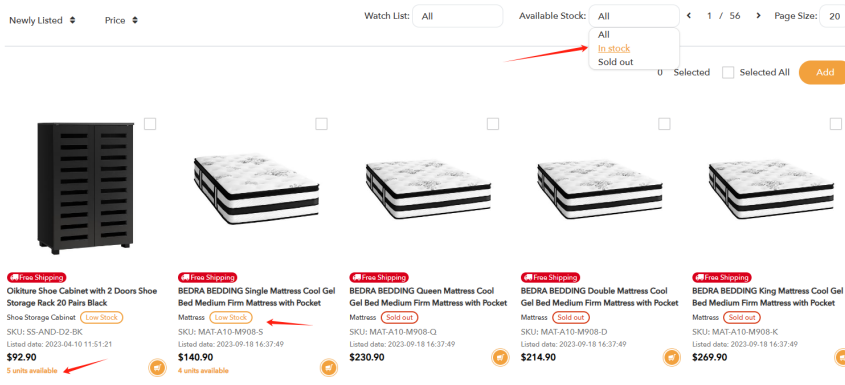 Newly Listed Price Watch List: All Available Stock: All 1 / 56 Page Size: 20
All
In stock
Sold out
0 Selected Selected All Add
Free Shipping
Oikiture Shoe Cabinet with 2 Doors Shoe
Storage Rack 20 Pairs Black
Shoe Storage Cabinet Low Stock
SKU: SS-AND-D2-BK
Listed date: 2023-04-10 11:51:21
$92.90
5 units available
Free Shipping
BEDRA BEDDING Single Mattress Cool Gel
Bed Medium Firm Mattress with Pocket
Mattress Low Stock
SKU: MAT-A10-M908-S
Listed date: 2023-09-18 16:37:49
$140.90
4 units available
Free Shipping
BEDRA BEDDING Queen Mattress Cool
Gel Bed Medium Firm Mattress with Pocket
Mattress Sold out
SKU: MAT-A10-M908-Q
Listed date: 2023-09-18 16:37:49
$230.90
Free Shipping
BEDRA BEDDING Double Mattress Cool
Gel Bed Medium Firm Mattress with Pocket
Mattress Sold out
SKU: MAT-A10-M908-D
Listed date: 2023-09-18 16:37:49
$214.90
Free Shipping
BEDRA BEDDING King Mattress Cool Gel
Bed Medium Firm Mattress with Pocket
Mattress Sold out
SKU: MAT-A10-M908-K
Listed date: 2023-09-18 16:37:49
$269.90